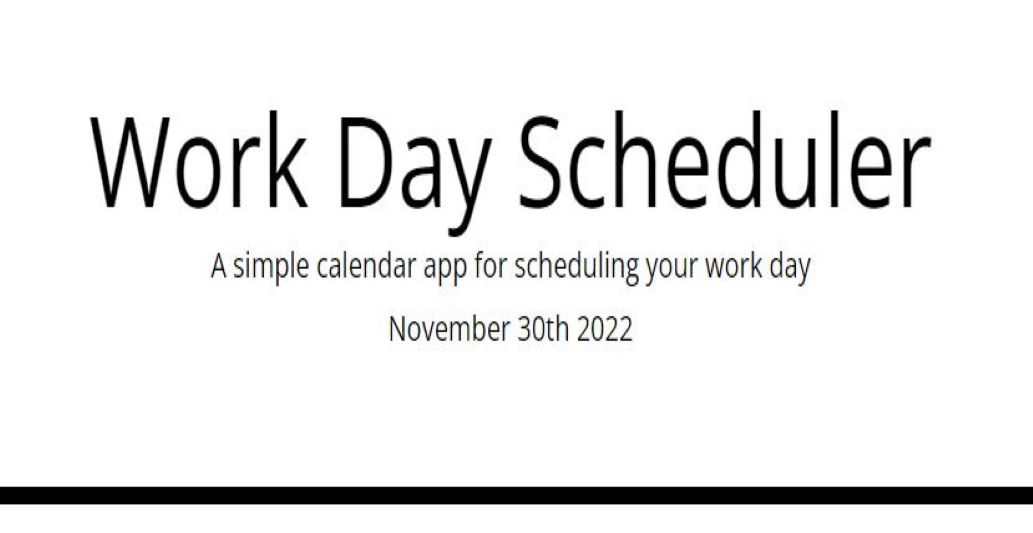 Work Day Scheduler
A simple calendar app for scheduling your work day
November 30th 2022